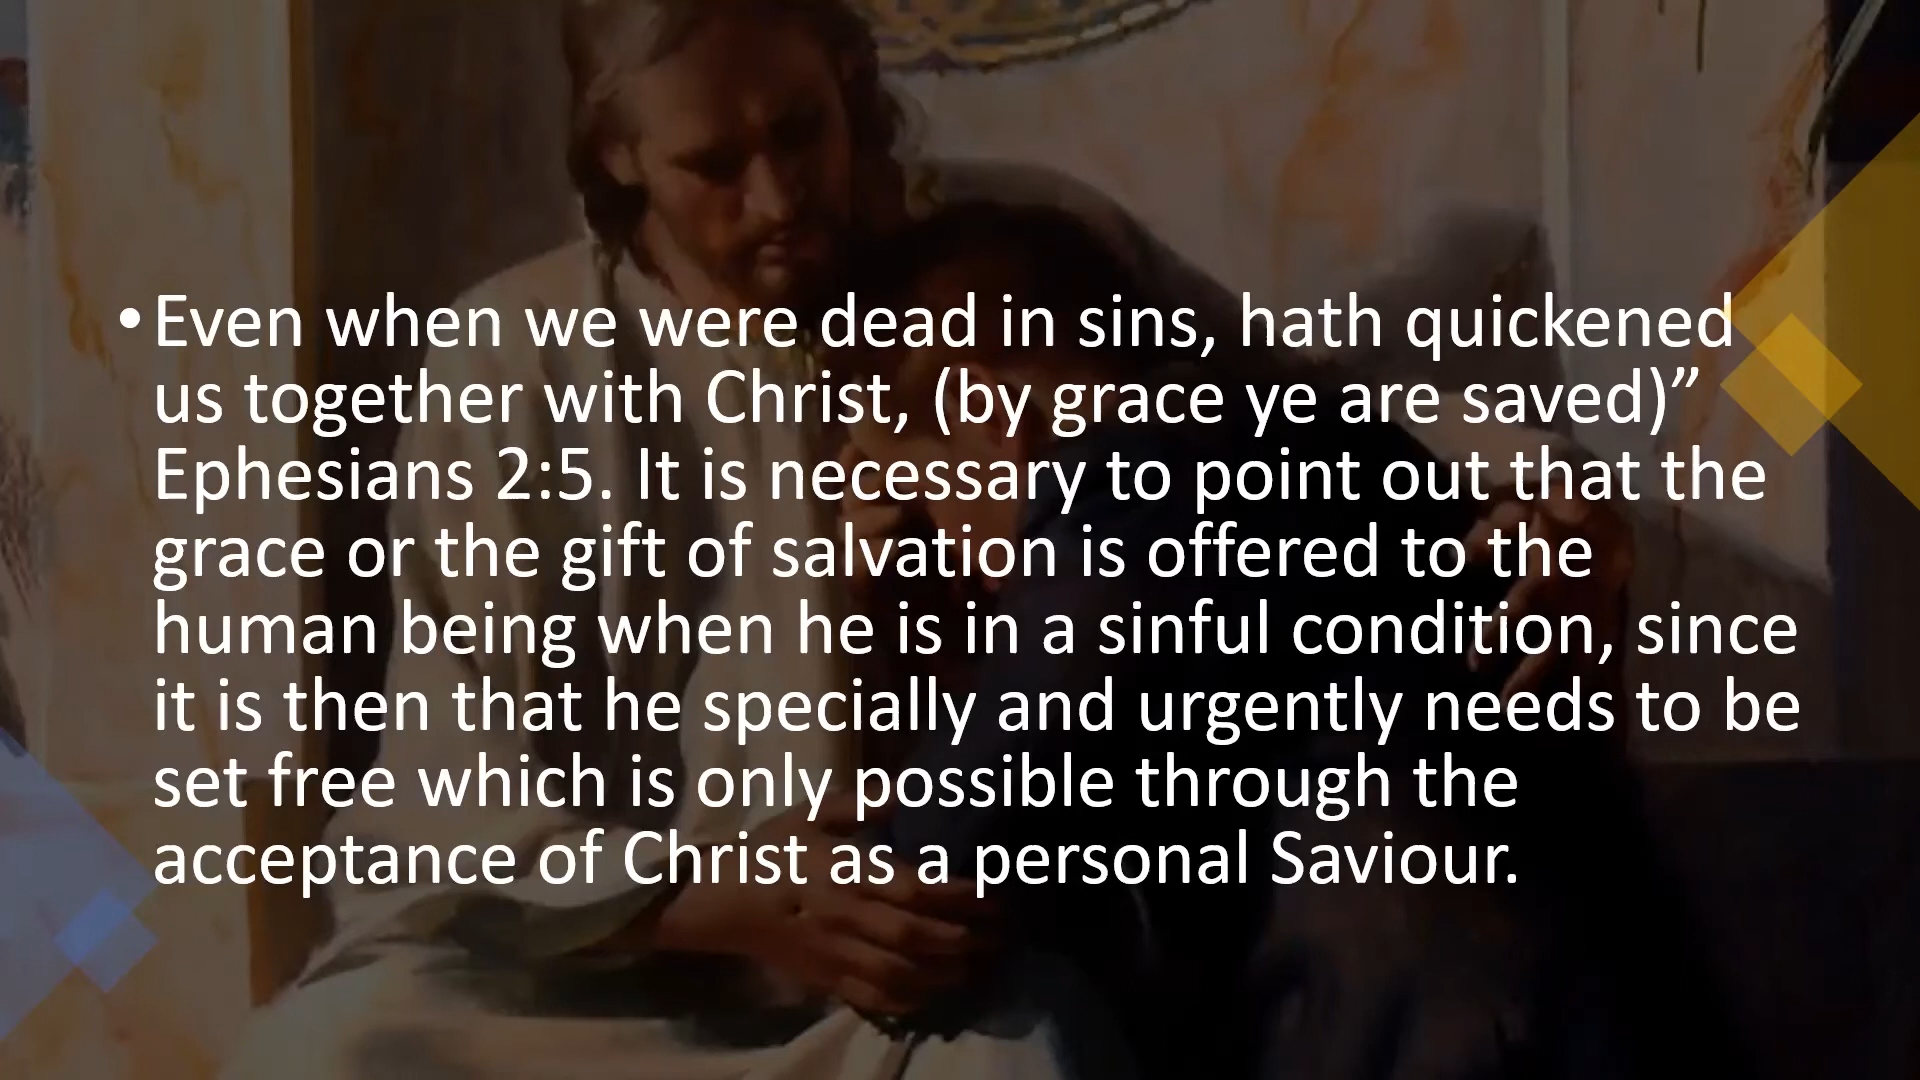 • Even when we were dead in sins, hath quickened
us together with Christ, (by grace ye are saved)”
Ephesians 2:5. It is necessary to point out that the
grace or the gift of salvation is offered to the
human being when he is in a sinful condition, since
it is then that he specially and urgently needs to be
set free which is only possible through the
acceptance of Christ as a personal Saviour.